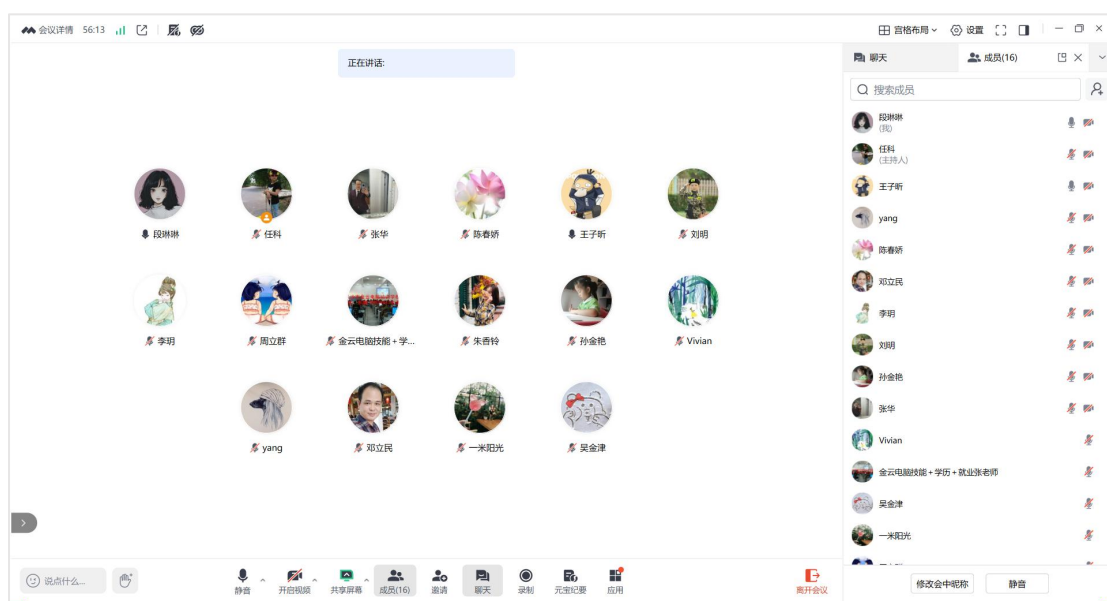 会议详情 56:13
宫格布局 设置
正在讲话:
段琳琳 任科 张华 陈春娇 王子昕 刘明
李玥 周立群 金云电脑技能+学... 朱香铃 孙金艳 Vivian
yang 邓立民 一米阳光 吴金津
聊天 成员(16)
搜索成员
段琳琳
(我)
任科
(主持人)
王子昕
yang
陈春娇
邓立民
李玥
刘明
孙金艳
张华
Vivian
金云电脑技能+学历+就业张老师
吴金津
一米阳光
说点什么...
静音 开启视频 共享屏幕 成员(16) 邀请 聊天 录制 元宝纪要 应用
离开会议
修改会中昵称 静音